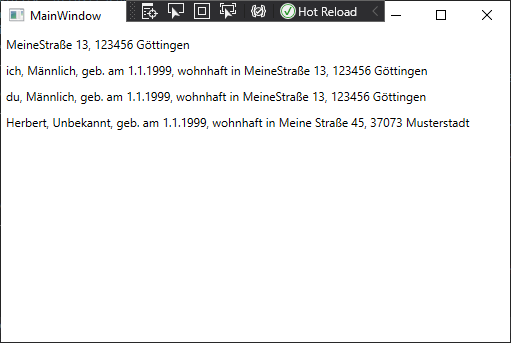 MainWindow
Hot Reload
MeineStraße 13, 123456 Göttingen
ich, Männlich, geb. am 1.1.1999, wohnhaft in MeineStraße 13, 123456 Göttingen
du, Männlich, geb. am 1.1.1999, wohnhaft in MeineStraße 13, 123456 Göttingen
Herbert, Unbekannt, geb. am 1.1.1999, wohnhaft in Meine Straße 45, 37073 Musterstadt